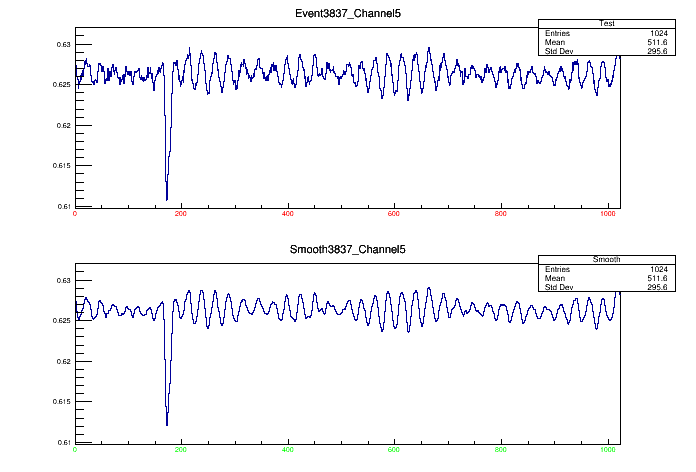 Event3837_Channel5
Test
Entries 1024
Mean 511.6
Std Dev 295.6
0.63
0.625
0.62
0.615
0.61
0 200 400 600 800 1000
Smooth3837_Channel5
Smooth
Entries 1024
Mean 511.6
Std Dev 295.6
0.63
0.625
0.62
0.615
0.61
0 200 400 600 800 1000